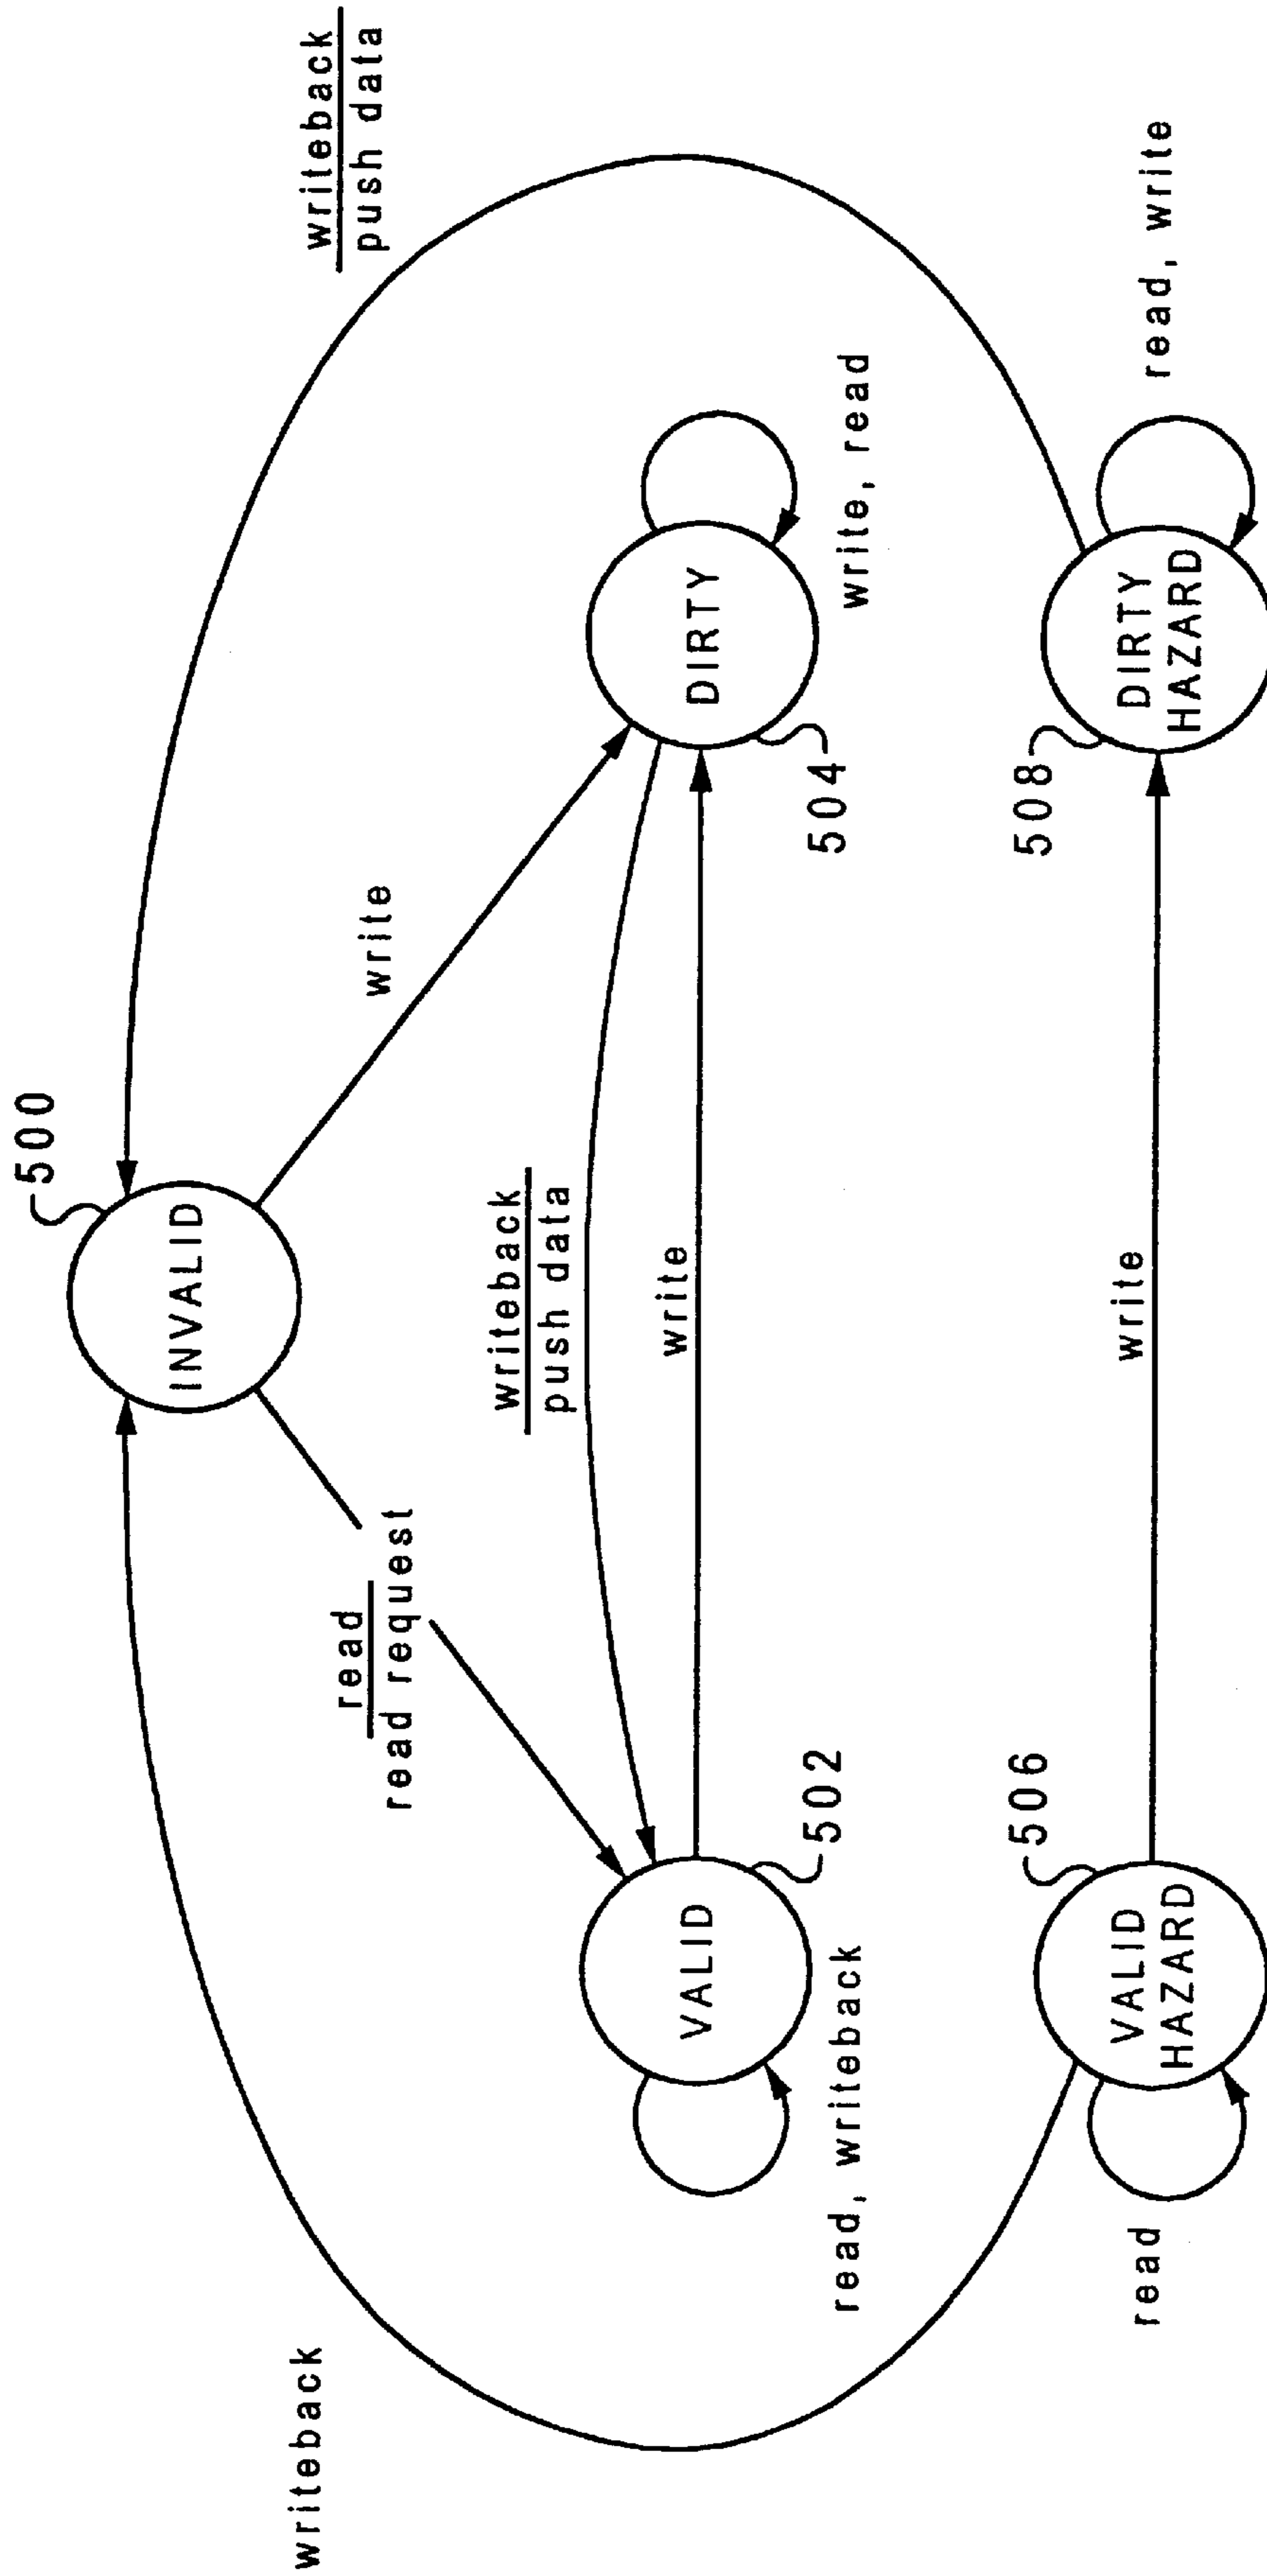 500
INVALID
writeback
writeback
push data
read
read request
write
writeback
push data
write
VALID
502
DIRTY
504
read, writeback
write, read
VALID
HAZARD
506
write
DIRTY
HAZARD
508
read
read, write